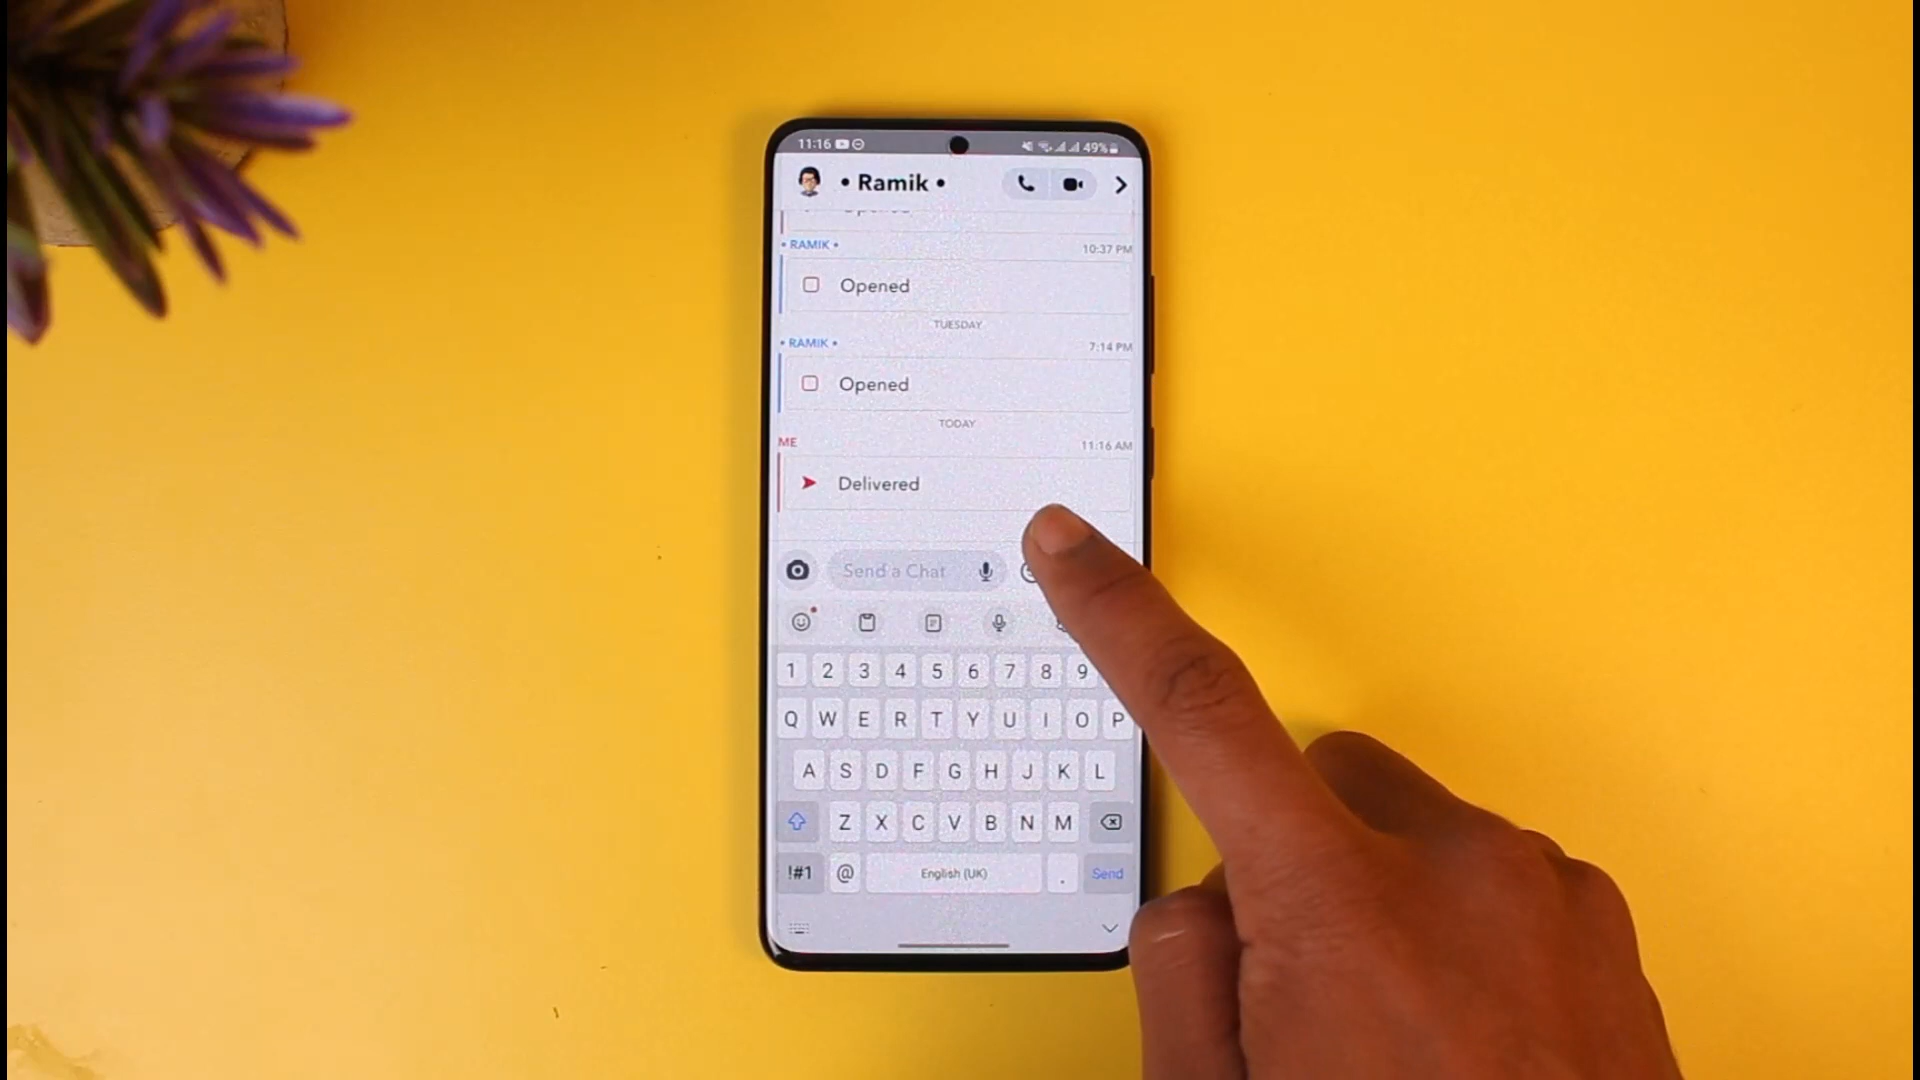 11:16 49%
• Ramik •
Opened
• RAMIK • 10:37 PM
Opened
TUESDAY
• RAMIK • 7:14 PM
Opened
TODAY
ME 11:16 AM
Delivered
Send a Chat
1 2 3 4 5 6 7 8 9
Q W E R T Y U I O P
A S D F G H J K L
Z X C V B N M
!#1 @ English (UK) . Send